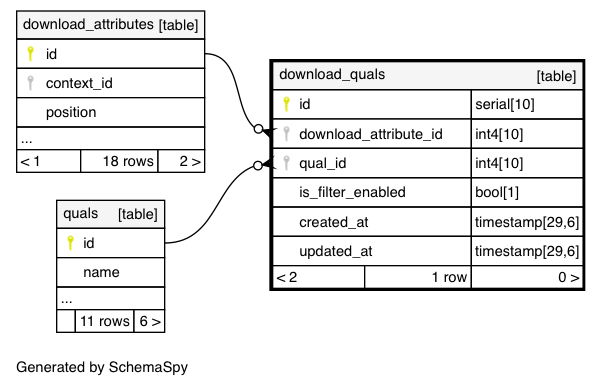 download_attributes [table]
id
context_id
position
...
< 1 18 rows 2 >
download_quals [table]
id serial[10]
download_attribute_id int4[10]
qual_id int4[10]
is_filter_enabled bool[1]
created_at timestamp[29,6]
updated_at timestamp[29,6]
< 2 1 row 0 >
quals [table]
id
name
...
11 rows 6 >
Generated by SchemaSpy